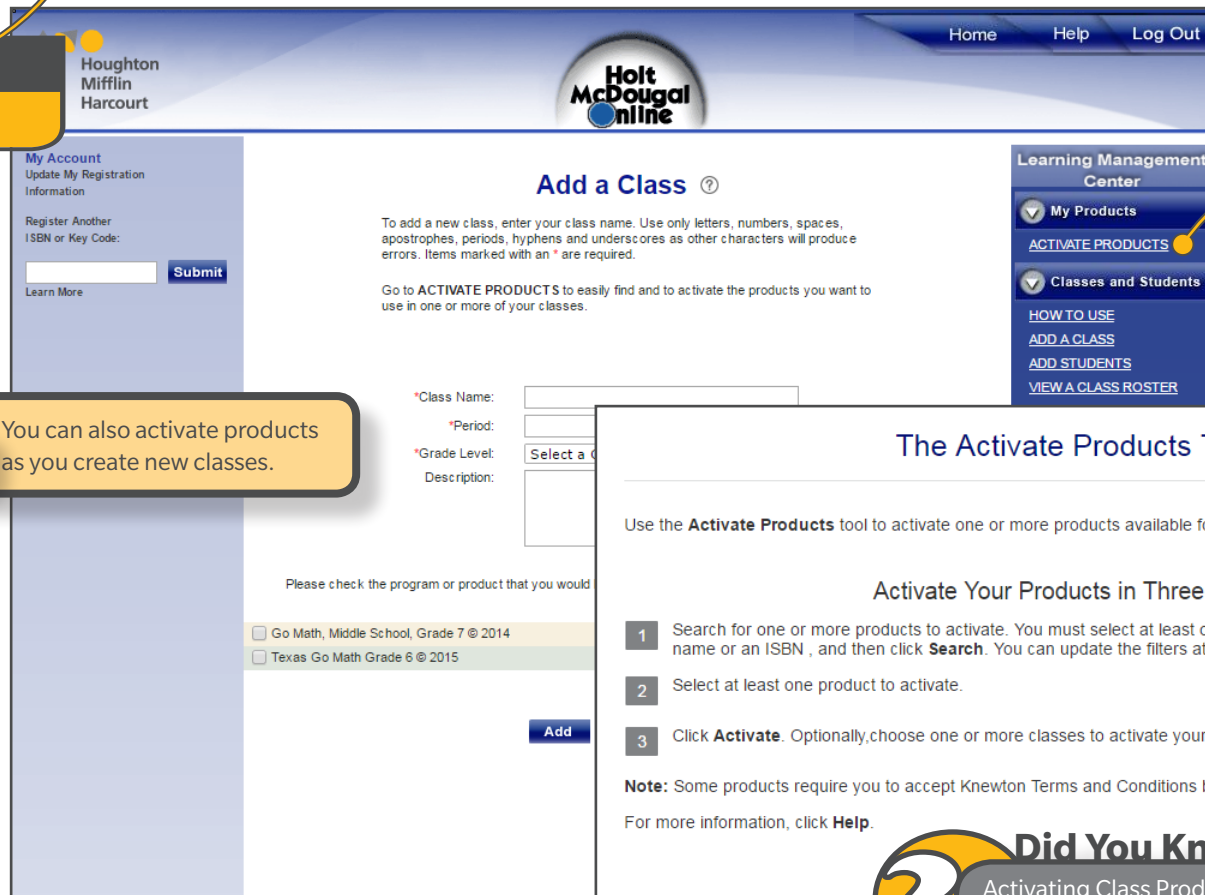 Home Help Log Out
Houghton
Mifflin
Harcourt
Holt
McDougal
Online
My Account
Update My Registration
Information
Register Another
ISBN or Key Code:
Submit
Learn More
Add a Class ?
To add a new class, enter your class name. Use only letters, numbers, spaces,
apostrophes, periods, hyphens and underscores as other characters will produce
errors. Items marked with an * are required.
Go to ACTIVATE PRODUCTS to easily find and to activate the products you want to
use in one or more of your classes.
Learning Management
Center
My Products
ACTIVATE PRODUCTS
Classes and Students
HOW TO USE
ADD A CLASS
ADD STUDENTS
VIEW A CLASS ROSTER
You can also activate products
as you create new classes.
*Class Name:
*Period:
*Grade Level: Select a
Description:
Please check the program or product that you would
Go Math, Middle School, Grade 7 © 2014
Texas Go Math Grade 6 © 2015
Add
The Activate Products
Use the Activate Products tool to activate one or more products available
Activate Your Products in Three
1 Search for one or more products to activate. You must select at least
name or an ISBN , and then click Search. You can update the filters at
2 Select at least one product to activate.
3 Click Activate. Optionally,choose one or more classes to activate your
Note: Some products require you to accept Knewton Terms and Conditions
For more information, click Help.
Did You Kn
Activating Class Prod